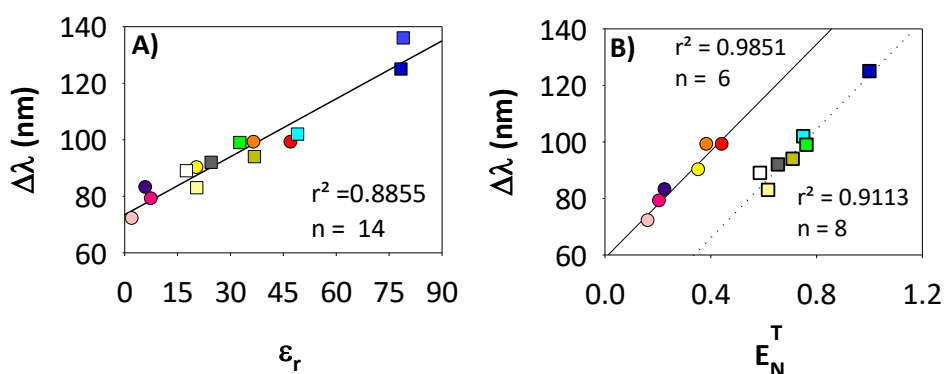 A)
140
120
100
80
60
Δλ (nm)
r² =0.8855
n = 14
0 15 30 45 60 75 90
εr
B)
140
120
100
80
60
Δλ (nm)
r² = 0.9851
n = 6
r² = 0.9113
n = 8
0.0 0.4 0.8 1.2
E_N^T